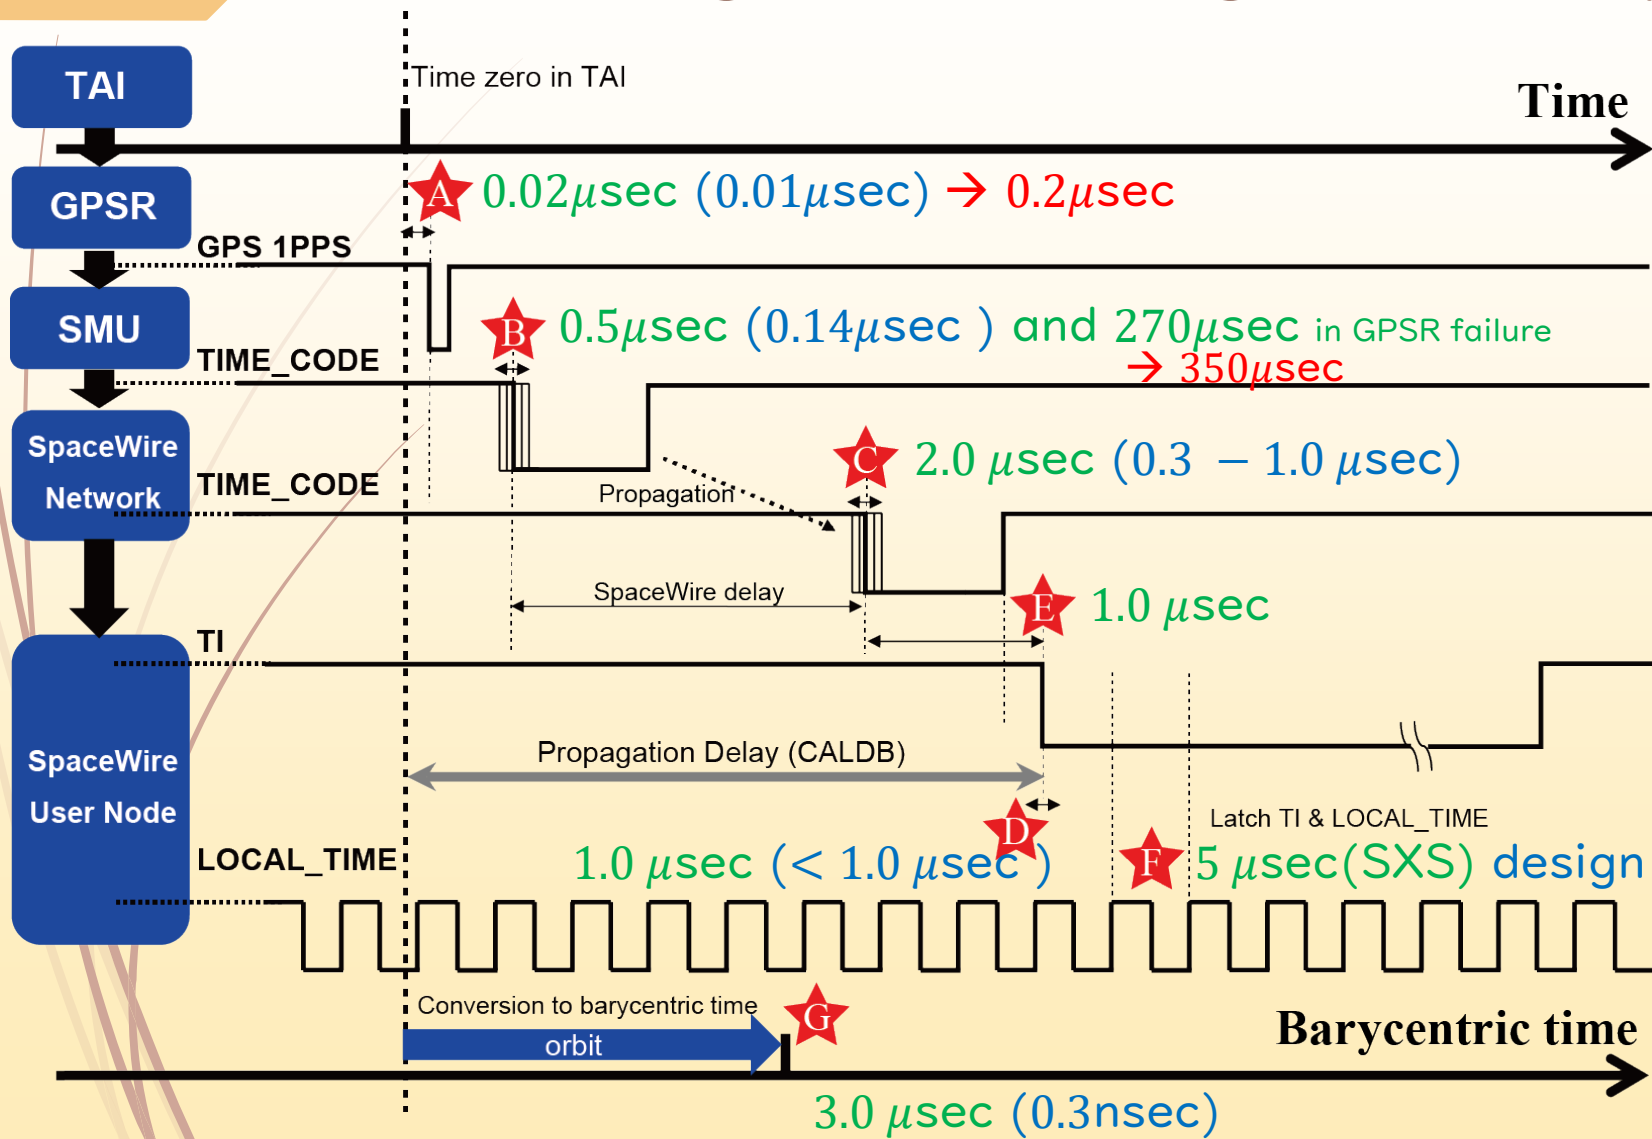 TAI
Time zero in TAI
Time
GPSR
A
0.02μsec (0.01μsec) → 0.2μsec
GPS 1PPS
SMU
B
0.5μsec (0.14μsec ) and 270μsec in GPSR failure
→ 350μsec
TIME_CODE
SpaceWire
Network
C
2.0 μsec (0.3 – 1.0 μsec)
TIME_CODE
Propagation
SpaceWire delay
E
1.0 μsec
TI
Propagation Delay (CALDB)
SpaceWire
User Node
D
1.0 μsec (< 1.0 μsec )
Latch TI & LOCAL_TIME
F
5 μsec(SXS) design
LOCAL_TIME
Conversion to barycentric time
orbit
G
Barycentric time
3.0 μsec (0.3nsec)